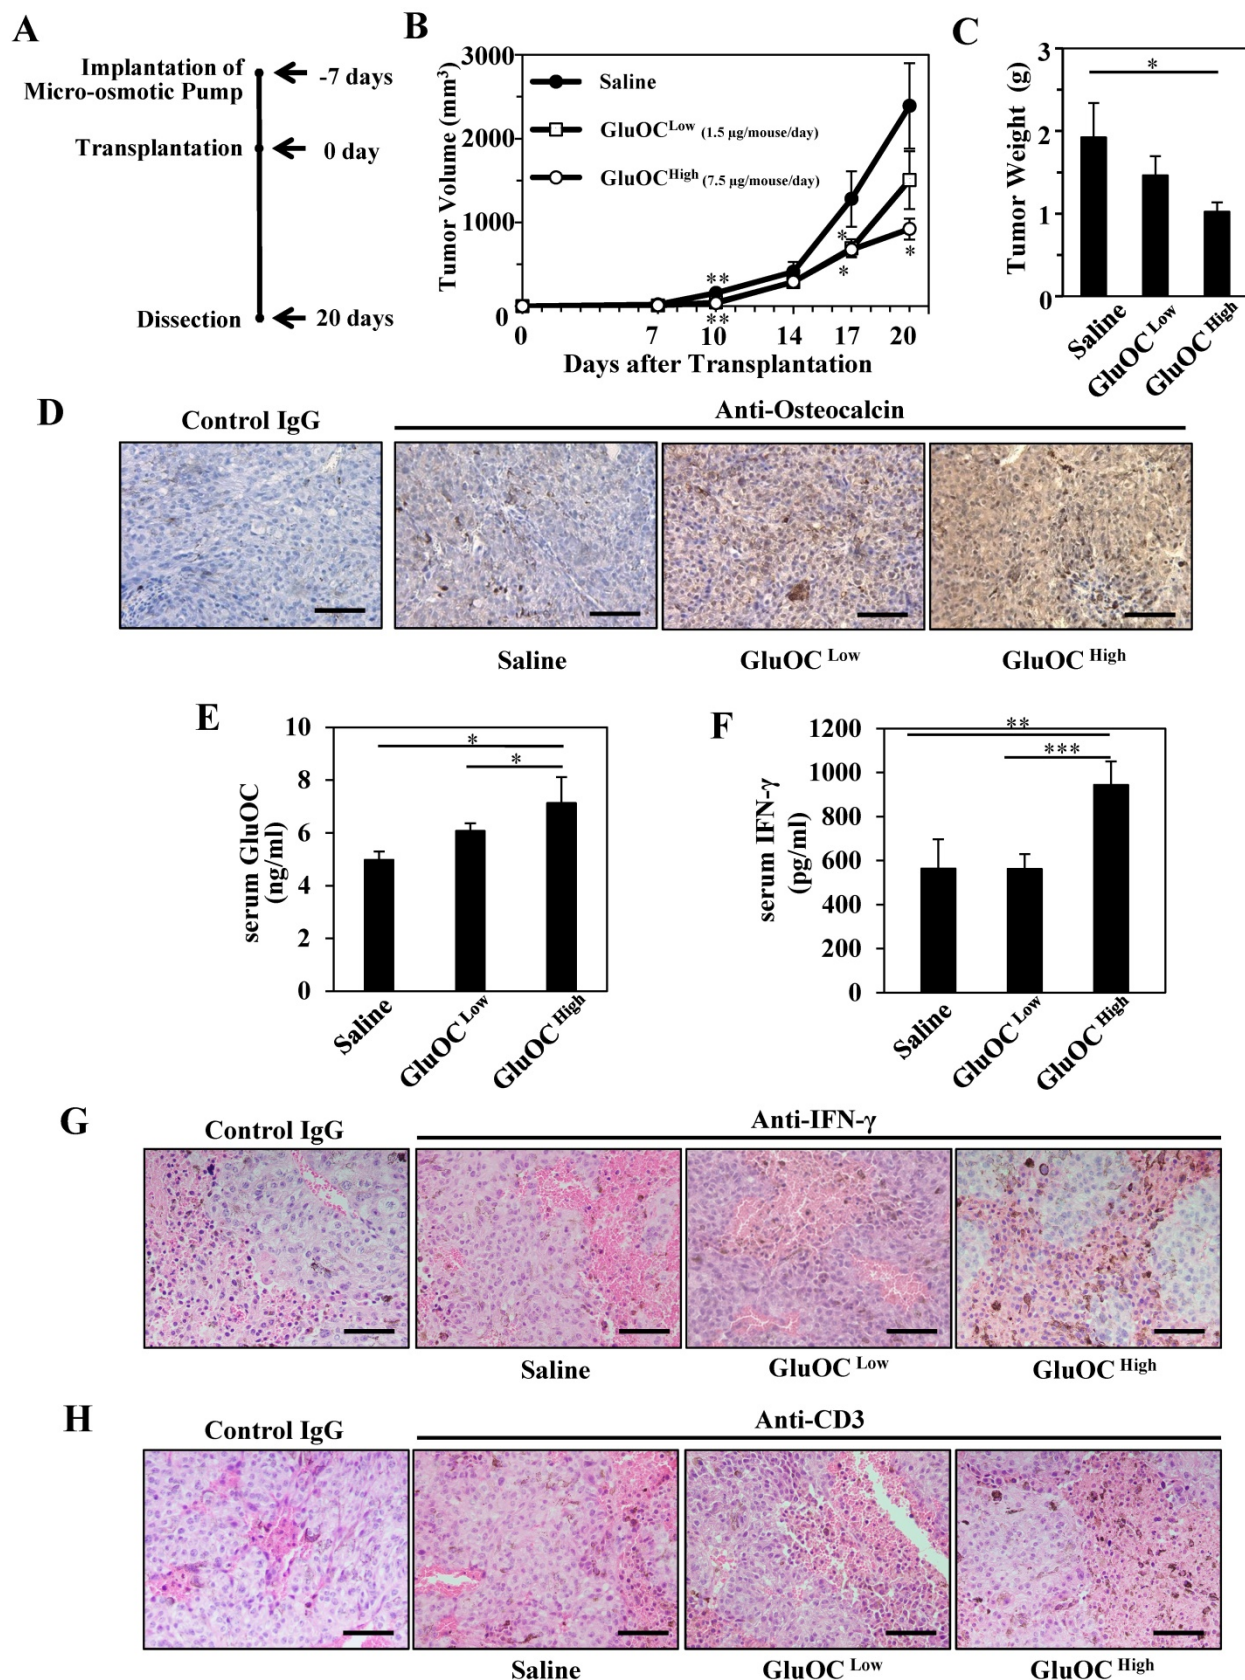 A
Implantation of
Micro-osmotic Pump
-7 days
Transplantation
0 day
Dissection
20 days
B
Tumor Volume (mm³)
3000
2000
1000
0
Saline
GluOC Low (1.5 µg/mouse/day)
GluOC High (7.5 µg/mouse/day)
**
**
*
*
*
0 7 10 14 17 20
Days after Transplantation
C
Tumor Weight (g)
3
2
1
0
*
Saline
GluOC Low
GluOC High
D
Control IgG
Anti-Osteocalcin
Saline
GluOC Low
GluOC High
E
serum GluOC
(ng/ml)
10
8
6
4
2
0
*
*
Saline
GluOC Low
GluOC High
F
serum IFN-γ
(pg/ml)
1200
1000
800
600
400
200
0
**
***
Saline
GluOC Low
GluOC High
G
Control IgG
Anti-IFN-γ
Saline
GluOC Low
GluOC High
H
Control IgG
Anti-CD3
Saline
GluOC Low
GluOC High